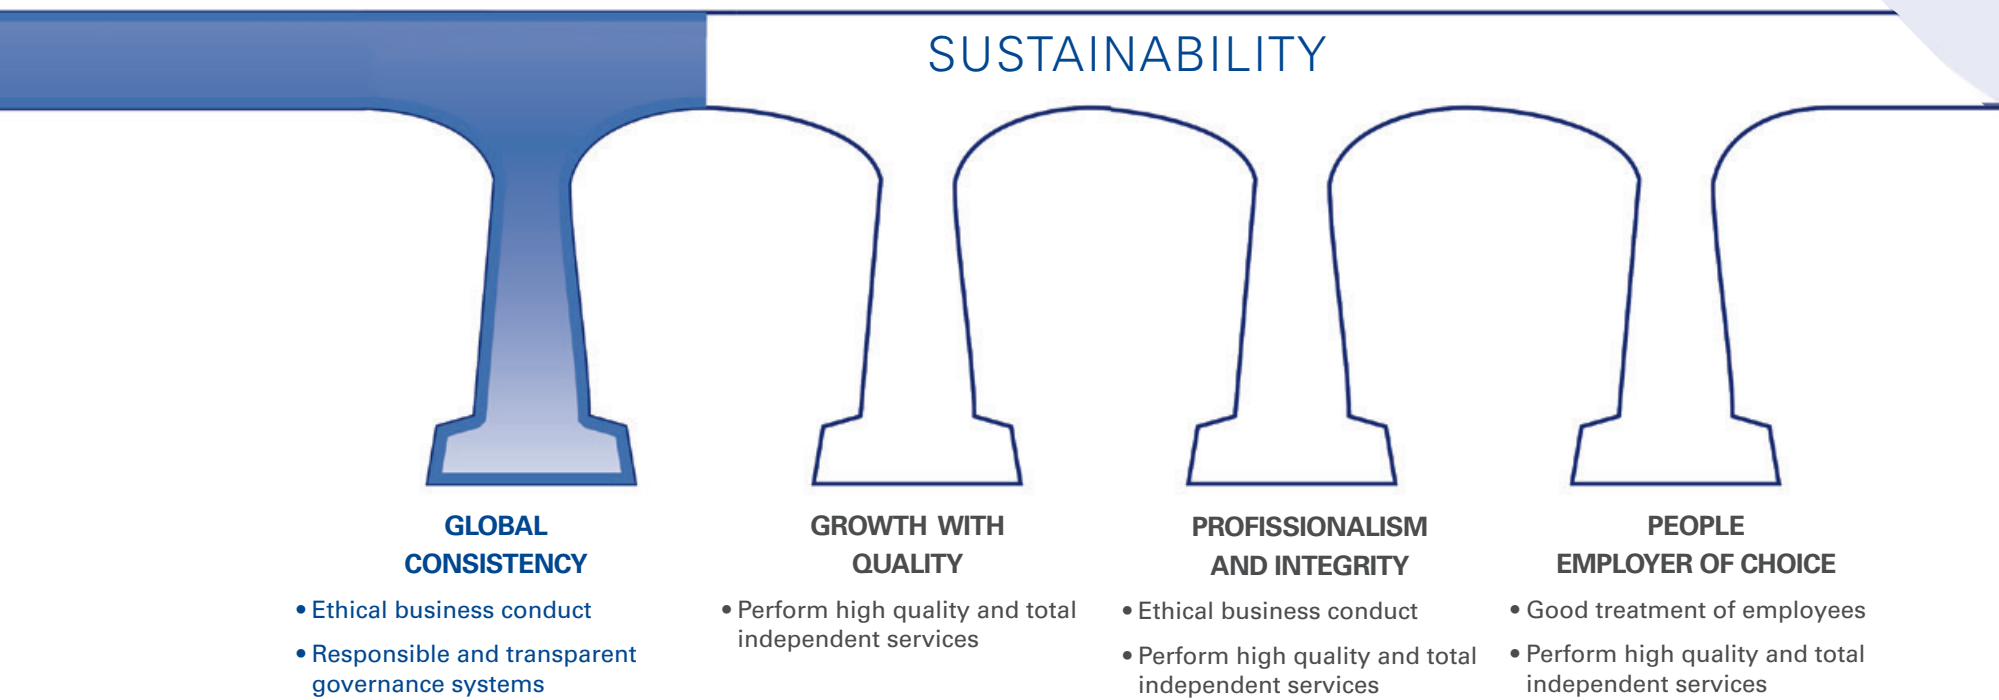 SUSTAINABILITY
GLOBAL
CONSISTENCY
• Ethical business conduct
• Responsible and transparent
governance systems
GROWTH WITH
QUALITY
• Perform high quality and total
independent services
PROFISSIONALISM
AND INTEGRITY
• Ethical business conduct
• Perform high quality and total
independent services
PEOPLE
EMPLOYER OF CHOICE
• Good treatment of employees
• Perform high quality and total
independent services